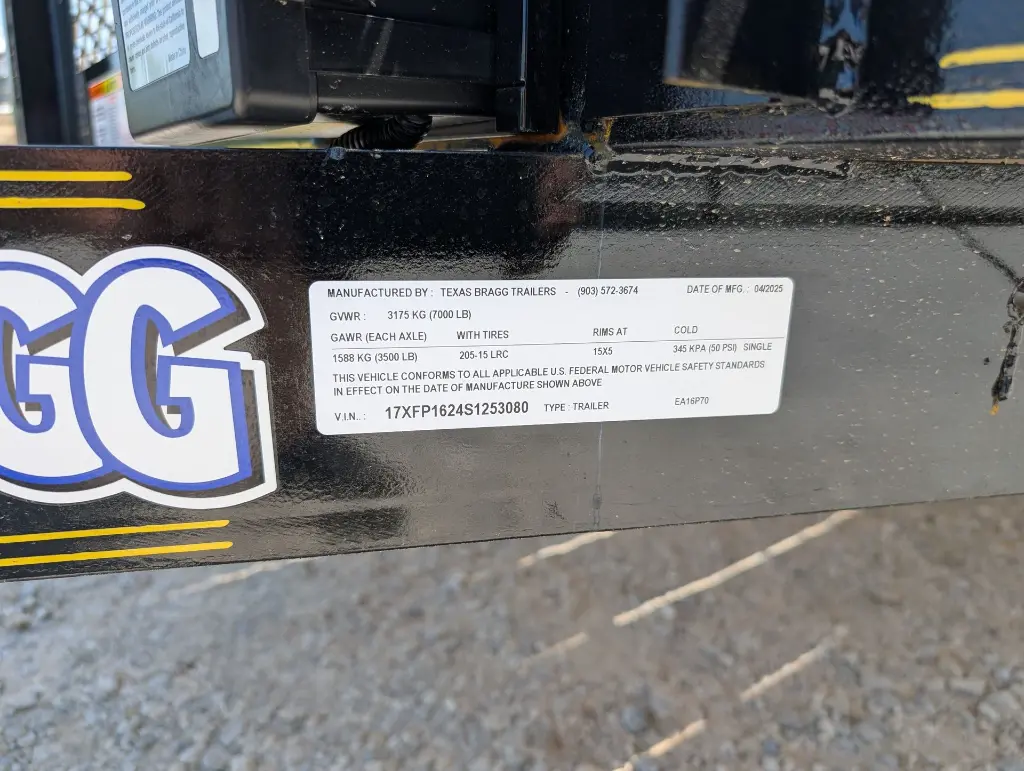 Made in China
GG
MANUFACTURED BY : TEXAS BRAGG TRAILERS - (903) 572-3674 DATE OF MFG. : 04/2025
GVWR : 3175 KG (7000 LB)
GAWR (EACH AXLE) WITH TIRES RIMS AT COLD
1588 KG (3500 LB) 205-15 LRC 15X5 345 KPA (50 PSI) SINGLE
THIS VEHICLE CONFORMS TO ALL APPLICABLE U.S. FEDERAL MOTOR VEHICLE SAFETY STANDARDS
IN EFFECT ON THE DATE OF MANUFACTURE SHOWN ABOVE
V.I.N.. : 17XFP1624S1253080 TYPE : TRAILER EA16P70